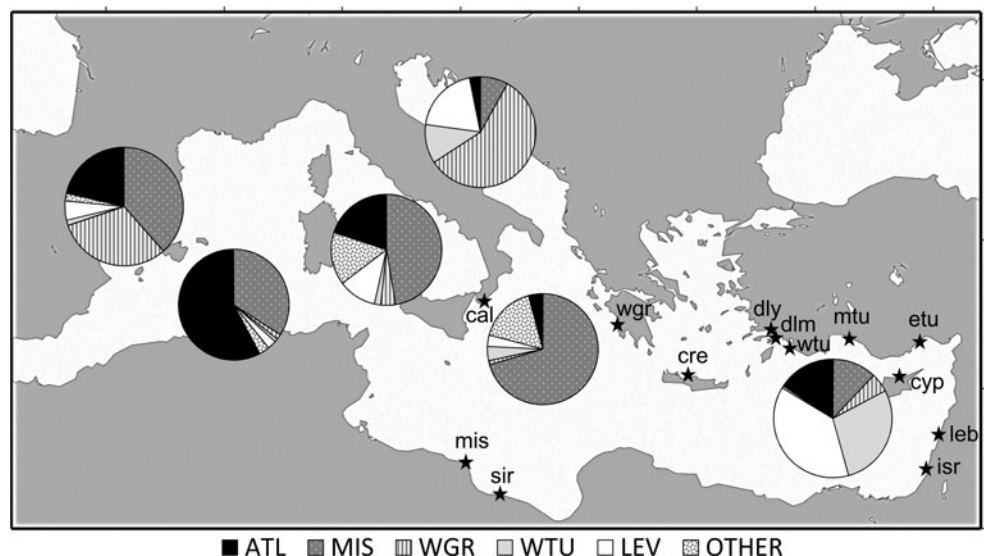 cal
wgr
dly
dlm
wtu
mtu
etu
cre
cyp
mis
leb
sir
isr
ATL MIS WGR WTU LEV OTHER